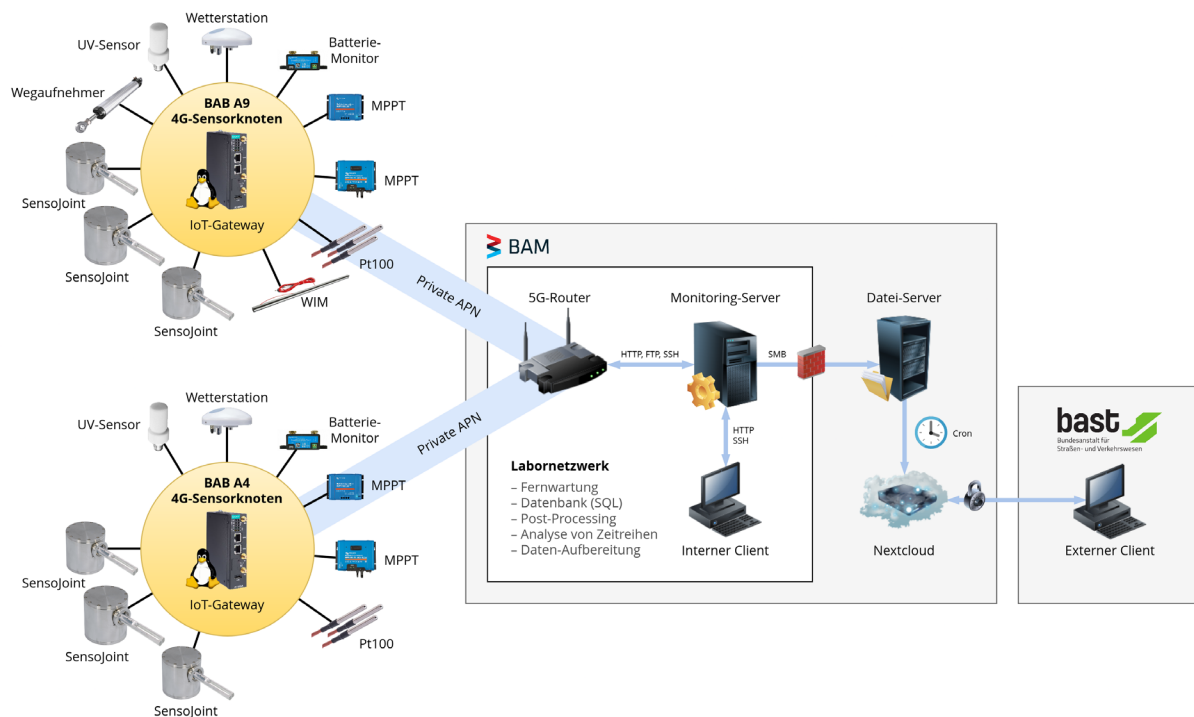 Wetterstation
UV-Sensor
Batterie-
Monitor
Wegaufnehmer
BAB A9
4G-Sensorknoten
MPPT
SensoJoint
MPPT
IoT-Gateway
SensoJoint
Pt100
WIM
SensoJoint
Private APN
BAM
5G-Router
Monitoring-Server
Datei-Server
HTTP, FTP, SSH
SMB
HTTP
SSH
Cron
Labornetzwerk
– Fernwartung
– Datenbank (SQL)
– Post-Processing
– Analyse von Zeitreihen
– Daten-Aufbereitung
Interner Client
Nextcloud
bast
Bundesanstalt für
Straßen- und Verkehrswesen
Externer Client
Private APN
Wetterstation
UV-Sensor
Batterie-
Monitor
BAB A4
4G-Sensorknoten
MPPT
SensoJoint
MPPT
IoT-Gateway
SensoJoint
Pt100
SensoJoint